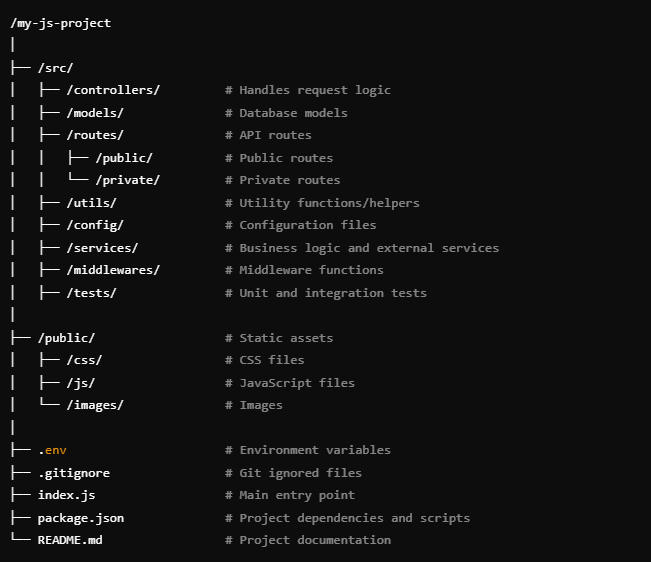 /my-js-project
│
├── /src/
│   ├── /controllers/         # Handles request logic
│   ├── /models/              # Database models
│   ├── /routes/              # API routes
│   │   ├── /public/          # Public routes
│   │   └── /private/         # Private routes
│   ├── /utils/               # Utility functions/helpers
│   ├── /config/              # Configuration files
│   ├── /services/            # Business logic and external services
│   ├── /middlewares/         # Middleware functions
│   ├── /tests/               # Unit and integration tests
│
├── /public/                  # Static assets
│   ├── /css/                 # CSS files
│   ├── /js/                  # JavaScript files
│   └── /images/              # Images
│
├── .env                      # Environment variables
├── .gitignore                # Git ignored files
├── index.js                  # Main entry point
├── package.json              # Project dependencies and scripts
└── README.md                 # Project documentation